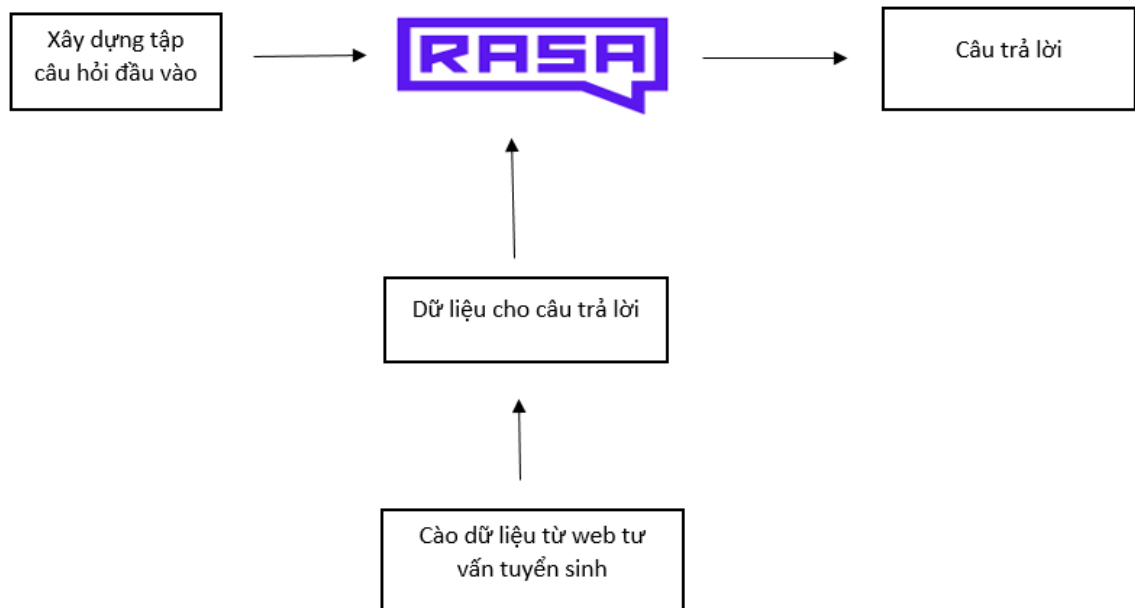 Xây dựng tập
câu hỏi đầu vào
RASA
Câu trả lời
Dữ liệu cho câu trả lời
Cào dữ liệu từ web tư
vấn tuyển sinh